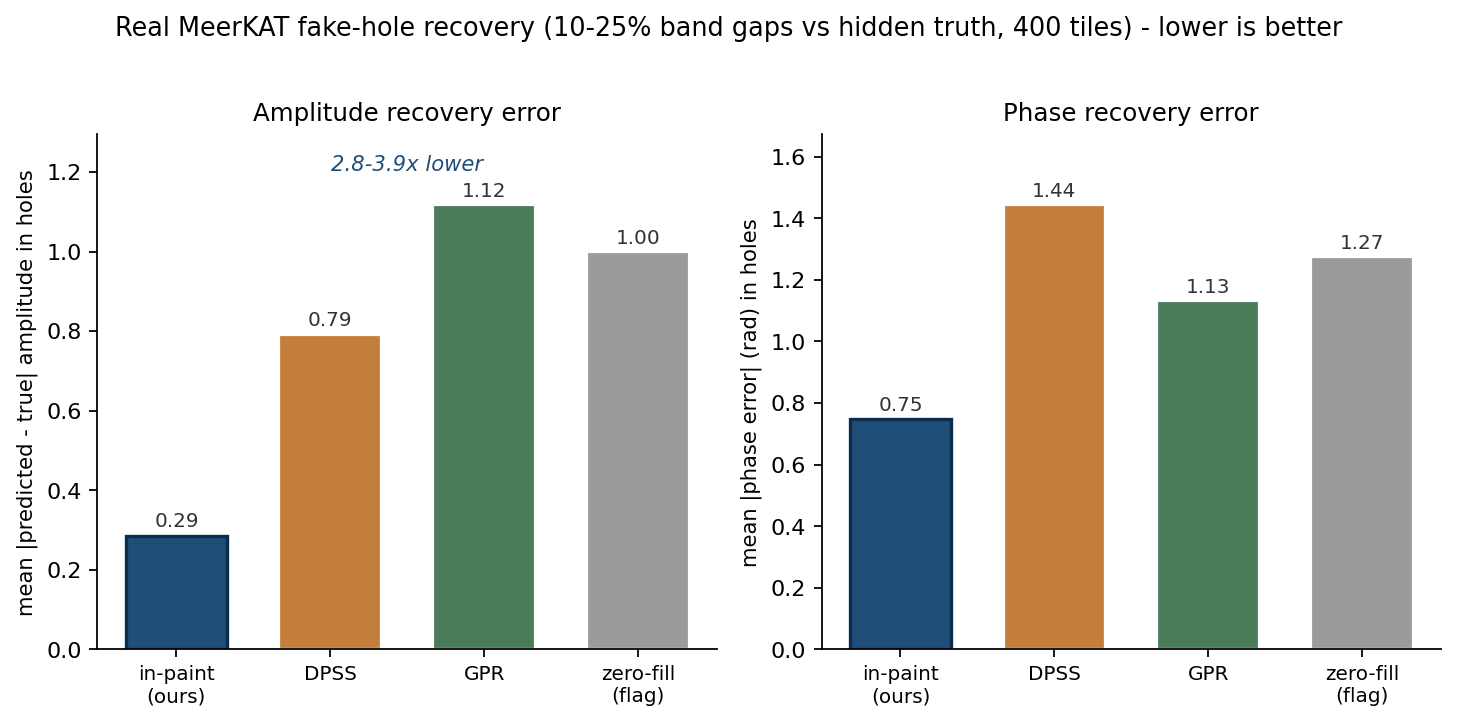 Real MeerKAT fake-hole recovery (10-25% band gaps vs hidden truth, 400 tiles) - lower is better
Amplitude recovery error
mean |predicted - true| amplitude in holes
1.2
1.0
0.8
0.6
0.4
0.2
0.0
2.8-3.9x lower
0.29
0.79
1.12
1.00
in-paint
(ours)
DPSS
GPR
zero-fill
(flag)
Phase recovery error
mean |phase error| (rad) in holes
1.6
1.4
1.2
1.0
0.8
0.6
0.4
0.2
0.0
0.75
1.44
1.13
1.27
in-paint
(ours)
DPSS
GPR
zero-fill
(flag)